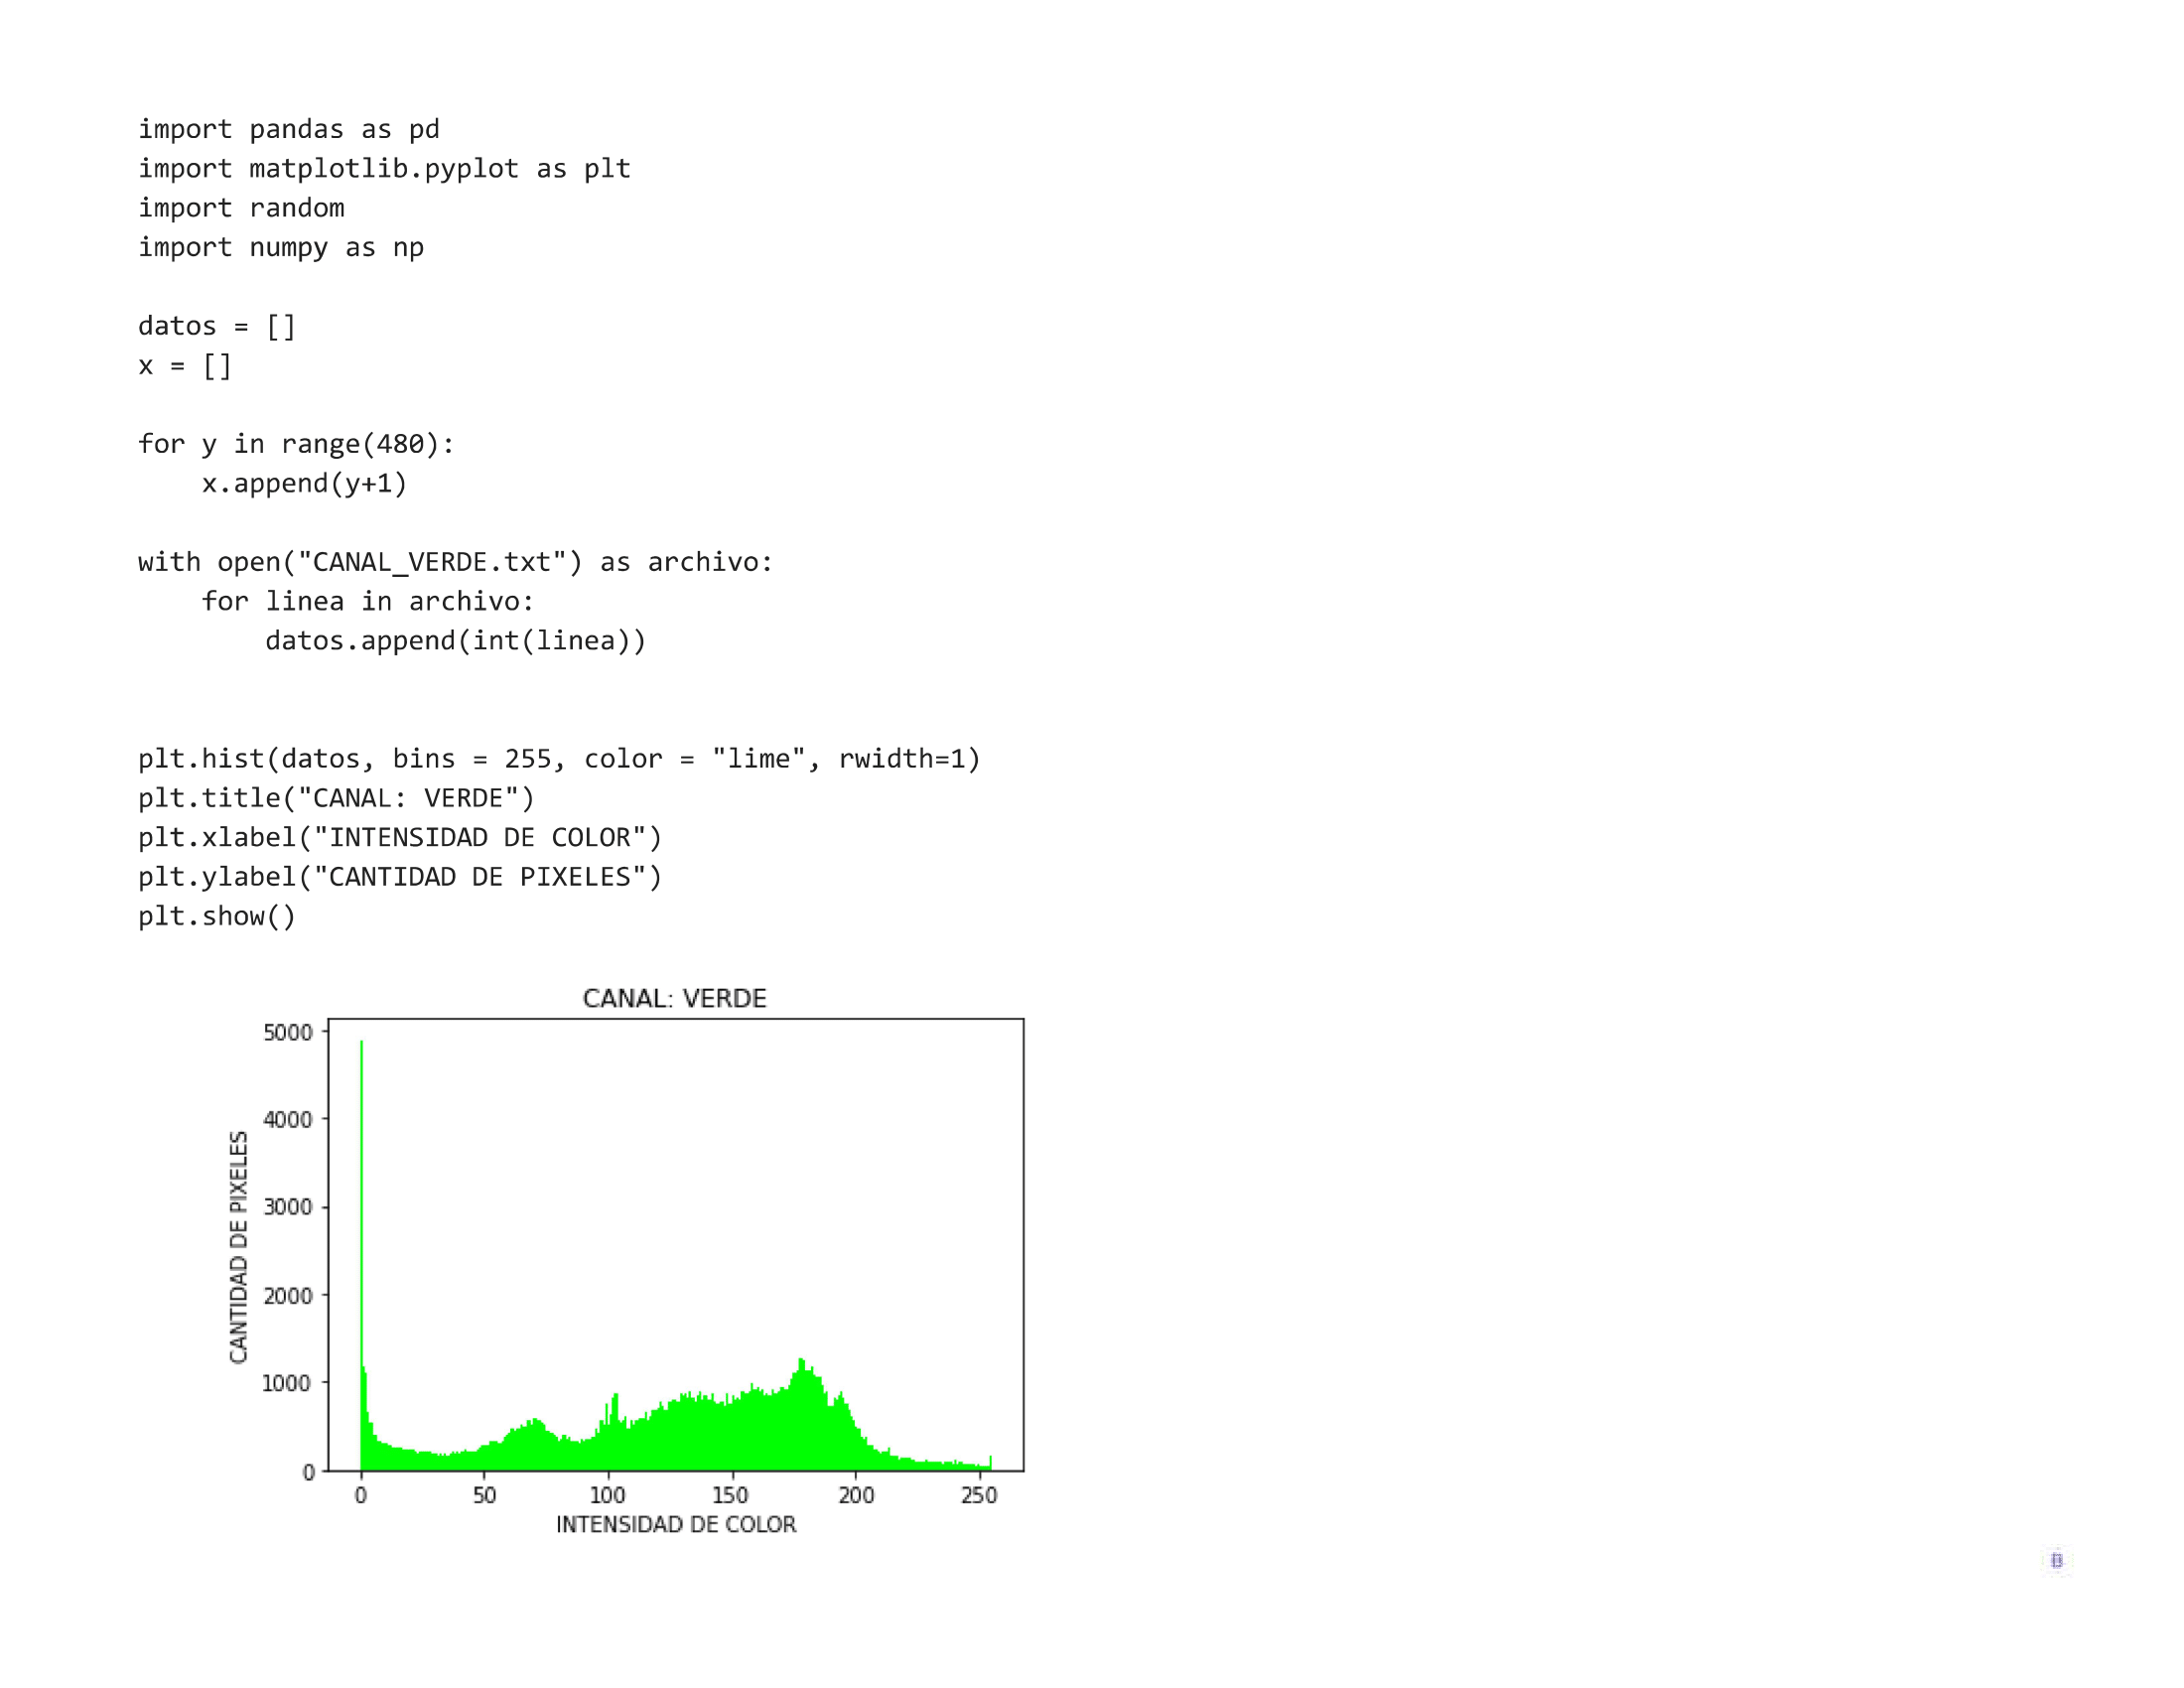 import pandas as pd
import matplotlib.pyplot as plt
import random
import numpy as np

datos = []
x = []

for y in range(480):
    x.append(y+1)

with open("CANAL_VERDE.txt") as archivo:
    for linea in archivo:
        datos.append(int(linea))

plt.hist(datos, bins = 255, color = "lime", rwidth=1)
plt.title("CANAL: VERDE")
plt.xlabel("INTENSIDAD DE COLOR")
plt.ylabel("CANTIDAD DE PIXELES")
plt.show()

CANAL: VERDE
CANTIDAD DE PIXELES
5000
4000
3000
2000
1000
0
0 50 100 150 200 250
INTENSIDAD DE COLOR